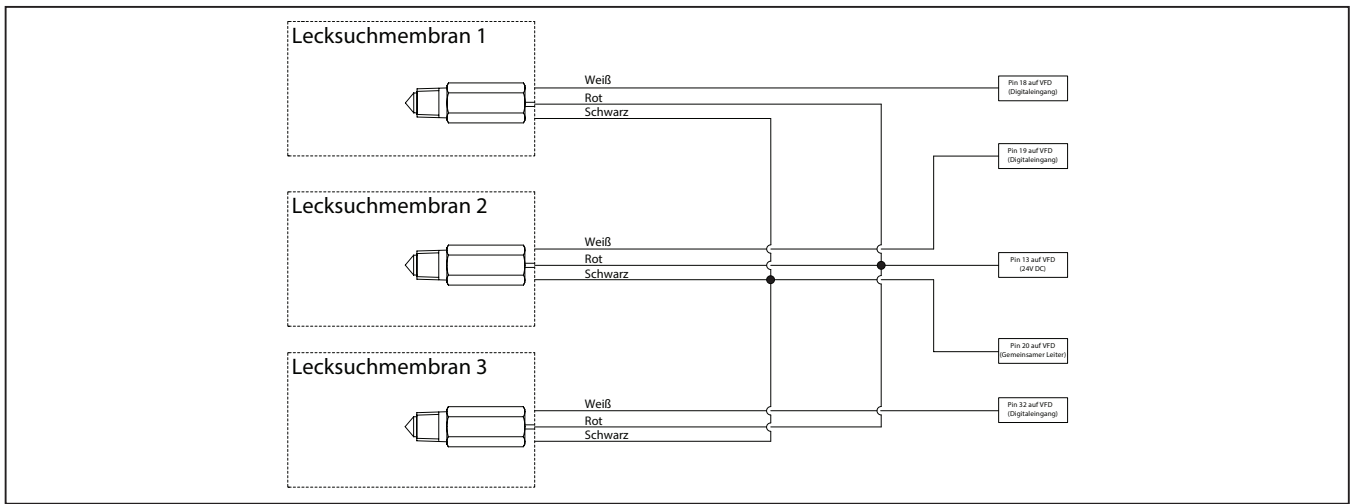 Lecksuchmembran 1
Weiß
Rot
Schwarz
Pin 18 auf VFD
(Digitaleingang)
Pin 19 auf VFD
(Digitaleingang)
Lecksuchmembran 2
Weiß
Rot
Schwarz
Pin 13 auf VFD
(24V DC)
Pin 20 auf VFD
(Gemeinsamer Leiter)
Lecksuchmembran 3
Weiß
Rot
Schwarz
Pin 32 auf VFD
(Digitaleingang)